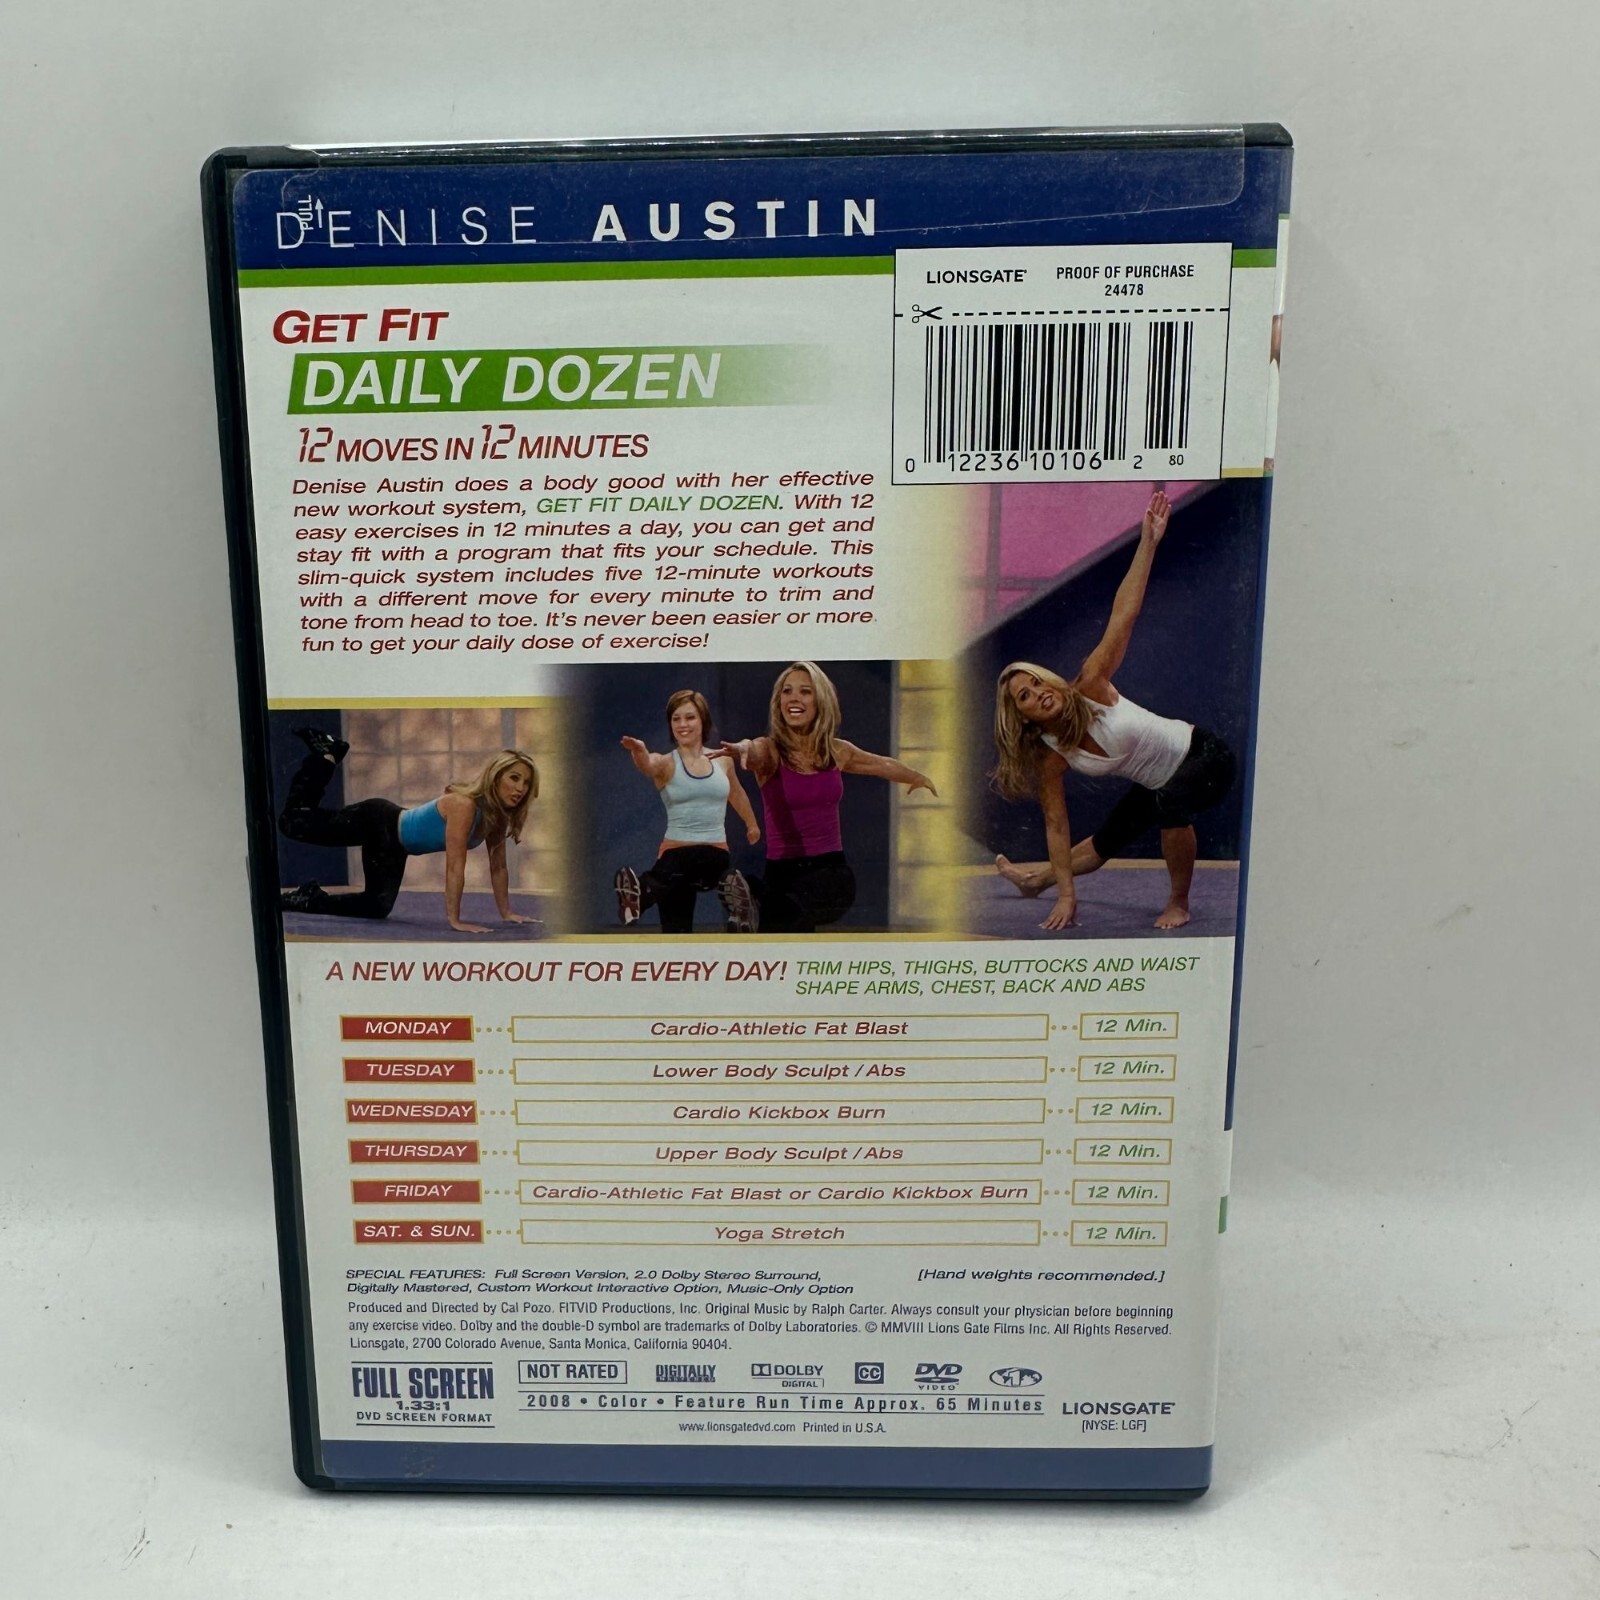 PULL
DENISE AUSTIN
LIONSGATE® PROOF OF PURCHASE
24478
0 12236 10106 2 80
GET FIT
DAILY DOZEN
12 MOVES IN 12 MINUTES
Denise Austin does a body good with her effective
new workout system, GET FIT DAILY DOZEN. With 12
easy exercises in 12 minutes a day, you can get and
stay fit with a program that fits your schedule. This
slim-quick system includes five 12-minute workouts
with a different move for every minute to trim and
tone from head to toe. It's never been easier or more
fun to get your daily dose of exercise!
A NEW WORKOUT FOR EVERY DAY! TRIM HIPS, THIGHS, BUTTOCKS AND WAIST
SHAPE ARMS, CHEST, BACK AND ABS
MONDAY Cardio-Athletic Fat Blast 12 Min.
TUESDAY Lower Body Sculpt / Abs 12 Min.
WEDNESDAY Cardio Kickbox Burn 12 Min.
THURSDAY Upper Body Sculpt / Abs 12 Min.
FRIDAY Cardio-Athletic Fat Blast or Cardio Kickbox Burn 12 Min.
SAT. & SUN. Yoga Stretch 12 Min.
SPECIAL FEATURES: Full Screen Version, 2.0 Dolby Stereo Surround, [Hand weights recommended.]
Digitally Mastered, Custom Workout Interactive Option, Music-Only Option
Produced and Directed by Cal Pozo. FITVID Productions, Inc. Original Music by Ralph Carter. Always consult your physician before beginning
any exercise video. Dolby and the double-D symbol are trademarks of Dolby Laboratories. © MMVIII Lions Gate Films Inc. All Rights Reserved.
Lionsgate, 2700 Colorado Avenue, Santa Monica, California 90404.
FULL SCREEN
1.33:1
DVD SCREEN FORMAT
NOT RATED DIGITALLY MASTERED DOLBY DIGITAL CC DVD VIDEO
2008 • Color • Feature Run Time Approx. 65 Minutes
www.lionsgatedvd.com Printed in U.S.A.
LIONSGATE®
[NYSE: LGF]